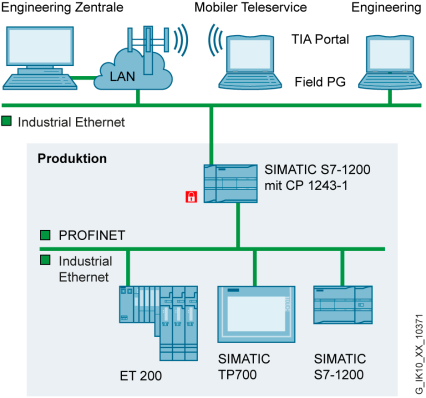 Engineering Zentrale
Mobiler Teleservice
Engineering
TIA Portal
LAN
Field PG
Industrial Ethernet
Produktion
SIMATIC S7-1200
mit CP 1243-1
PROFINET
Industrial
Ethernet
ET 200
SIMATIC
TP700
SIMATIC
S7-1200
G_IK10_XX_10371